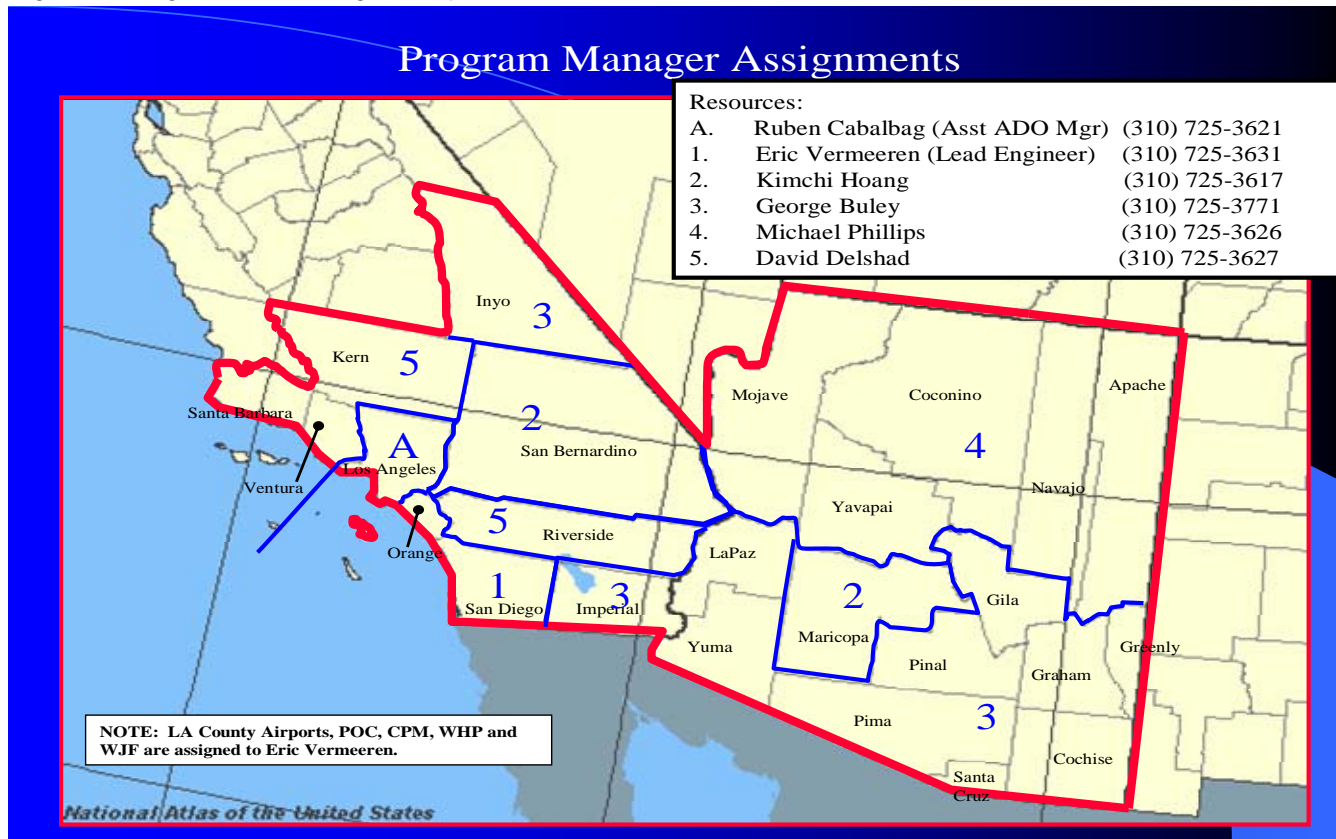 Program Manager Assignments
Resources:
A. Ruben Cabalbag (Asst ADO Mgr) (310) 725-3621
1. Eric Vermeeren (Lead Engineer) (310) 725-3631
2. Kimchi Hoang (310) 725-3617
3. George Buley (310) 725-3771
4. Michael Phillips (310) 725-3626
5. David Delshad (310) 725-3627
Inyo
3
Kern
5
Mojave
Coconino
Apache
Santa Barbara
2
A
San Bernardino
4
Los Angeles
Ventura
Navajo
Yavapai
5
Riverside
Orange
LaPaz
1
3
2
Gila
San Diego
Imperial
Maricopa
Yuma
Pinal
Greenly
Graham
Pima
3
Cochise
Santa
Cruz
NOTE: LA County Airports, POC, CPM, WHP and
WJF are assigned to Eric Vermeeren.
National Atlas of the United States